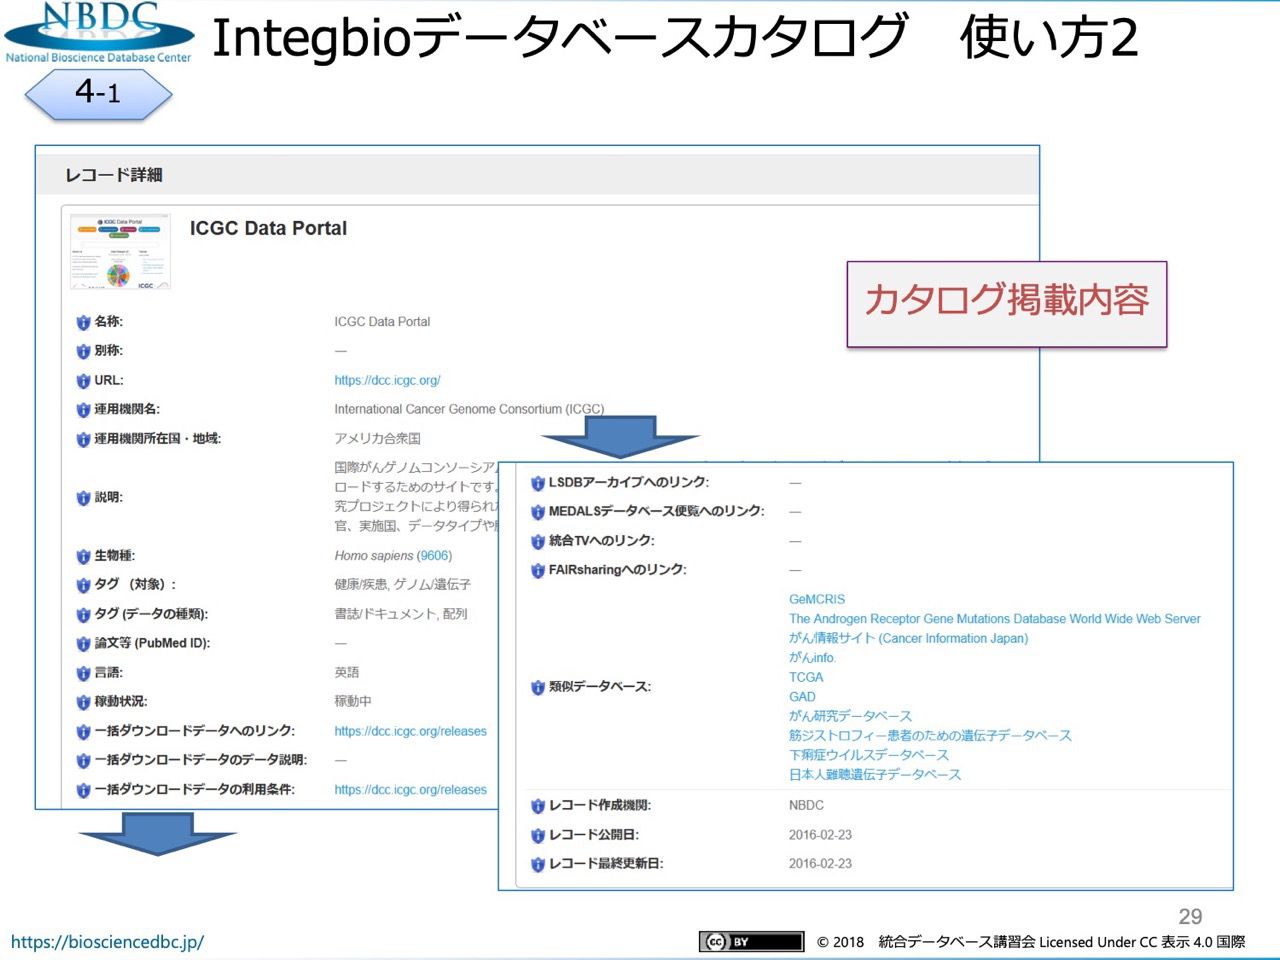 NBDC
National Bioscience Database Center
Integbioデータベースカタログ　使い方2
4-1
レコード詳細
ICGC Data Portal
カタログ掲載内容
名称: ICGC Data Portal
別称: —
URL: https://dcc.icgc.org/
運用機関名: International Cancer Genome Consortium (ICGC)
運用機関所在国・地域: アメリカ合衆国
説明: 国際がんゲノムコンソーシアム
ロードするためのサイトです。
究プロジェクトにより得られ
官、実施国、データタイプや
生物種: Homo sapiens (9606)
タグ（対象）: 健康/疾患, ゲノム/遺伝子
タグ (データの種類): 書誌/ドキュメント, 配列
論文等 (PubMed ID): —
言語: 英語
稼動状況: 稼動中
一括ダウンロードデータへのリンク: https://dcc.icgc.org/releases
一括ダウンロードデータのデータ説明: —
一括ダウンロードデータの利用条件: https://dcc.icgc.org/releases
LSDBアーカイブへのリンク: —
MEDALSデータベース便覧へのリンク: —
統合TVへのリンク: —
FAIRsharingへのリンク: —
類似データベース: GeMCRIS
The Androgen Receptor Gene Mutations Database World Wide Web Server
がん情報サイト (Cancer Information Japan)
がんinfo.
TCGA
GAD
がん研究データベース
筋ジストロフィー患者のための遺伝子データベース
下痢症ウイルスデータベース
日本人難聴遺伝子データベース
レコード作成機関: NBDC
レコード公開日: 2016-02-23
レコード最終更新日: 2016-02-23
29
https://biosciencedbc.jp/
cc BY © 2018　統合データベース講習会 Licensed Under CC 表示 4.0 国際